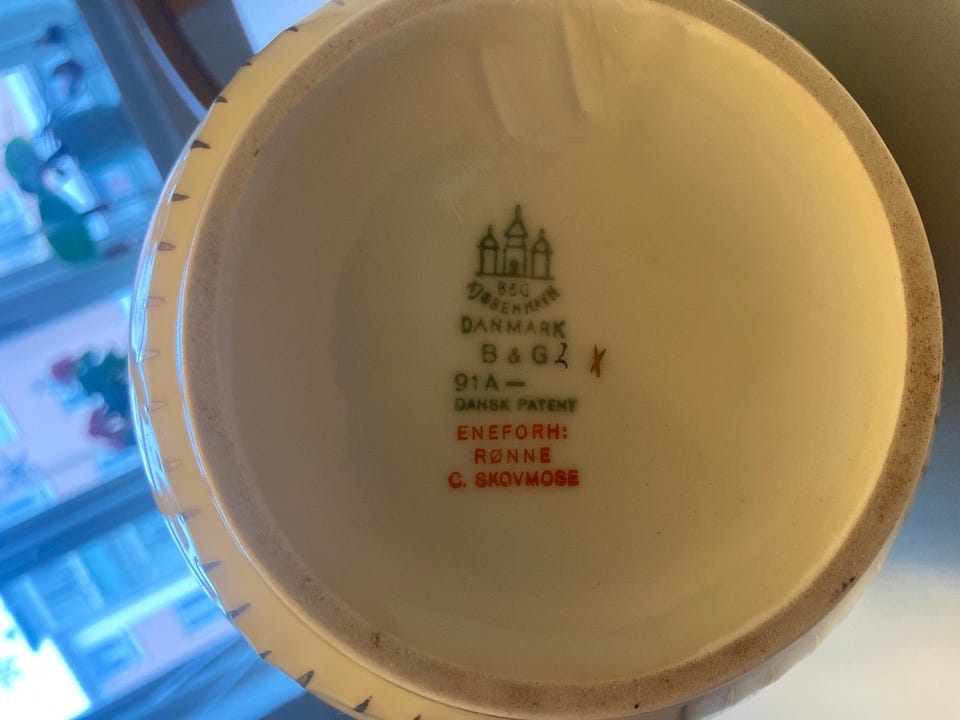 B&G
KJØBENHAVN
DANMARK
B & G
91A—
DANSK PATENT
ENEFORH:
RØNNE
C. SKOVMOSE